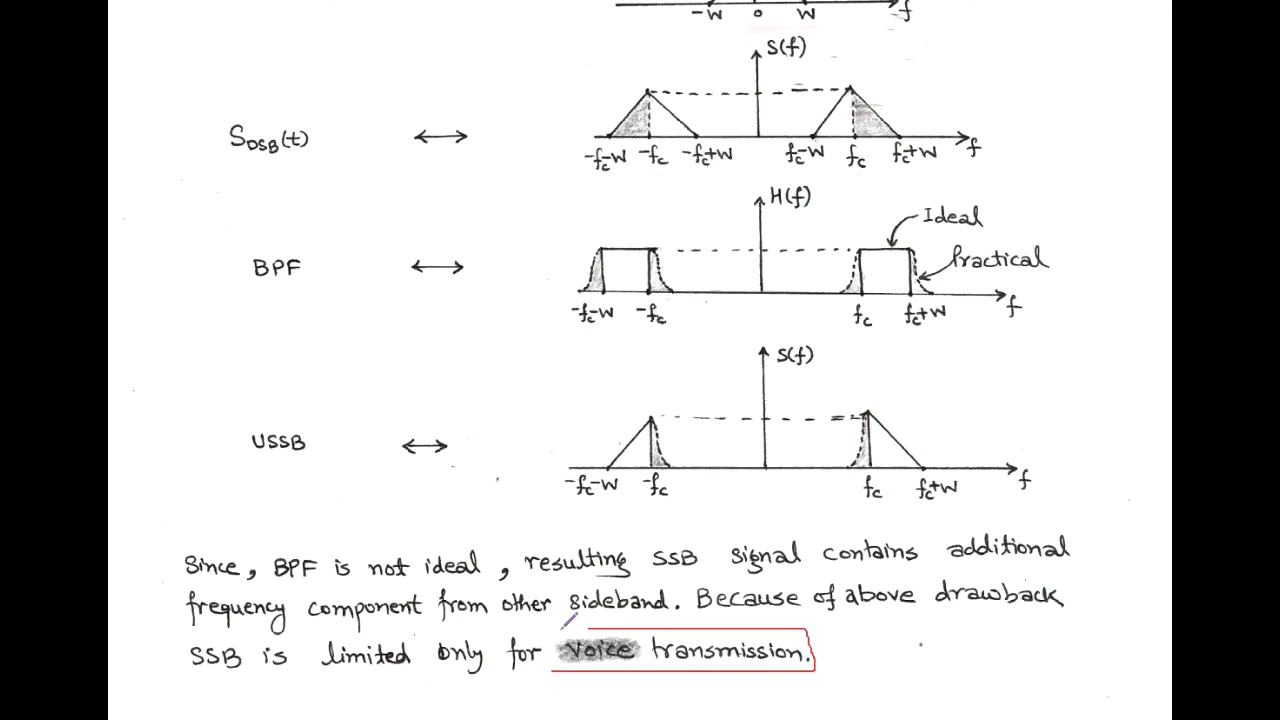 -W 0 W f
S(f)
S_DSB(t) ↔
-fc-W -fc -fc+W fc-W fc fc+W f
H(f)
Ideal
BPF ↔ Practical
-fc-W -fc fc fc+W f
S(f)
USSB ↔
-fc-W -fc fc fc+W f
Since, BPF is not ideal, resulting SSB signal contains additional
frequency component from other sideband. Because of above drawback
SSB is limited only for voice transmission.